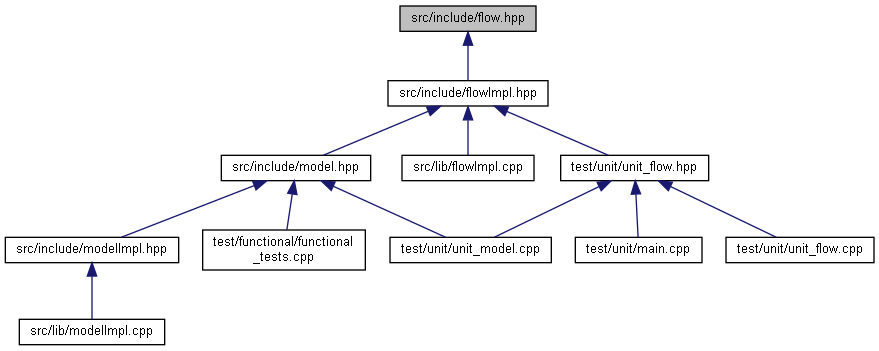 src/include/flow.hpp
src/include/flowImpl.hpp
src/include/model.hpp
src/lib/flowImpl.cpp
test/unit/unit_flow.hpp
src/include/modelImpl.hpp
test/functional/functional
_tests.cpp
test/unit/unit_model.cpp
test/unit/main.cpp
test/unit/unit_flow.cpp
src/lib/modelImpl.cpp